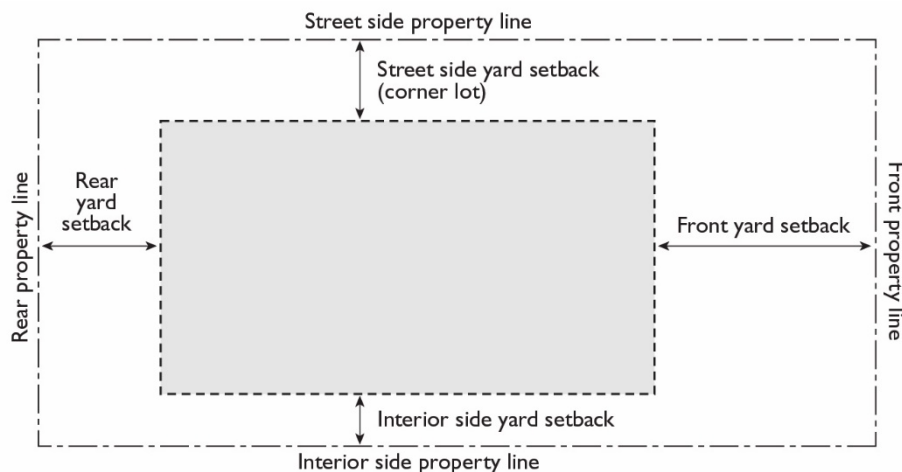 Street side property line
Street side yard setback
(corner lot)
Rear property line
Rear
yard
setback
Front yard setback
Front property line
Interior side yard setback
Interior side property line